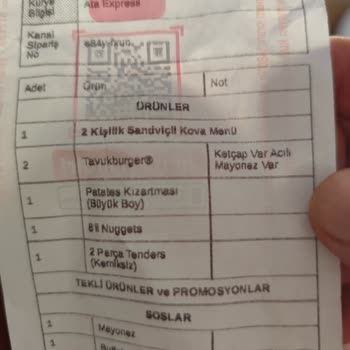 Kurye
Bilgisi
Ata Express
Kanal
Sipariş
No
Adet Ürün Not
ÜRÜNLER
1 2 Kişilik Sandviçli Kova Menü
2 Tavukburger® Ketçap Var Acılı
Mayonez Var
1 Patates Kızartması
(Büyük Boy)
1 8'li Nuggets
1 2 Parça Tenders
(Kemiksiz)
TEKLİ ÜRÜNLER ve PROMOSYONLAR
SOSLAR
1 Mayonez
1